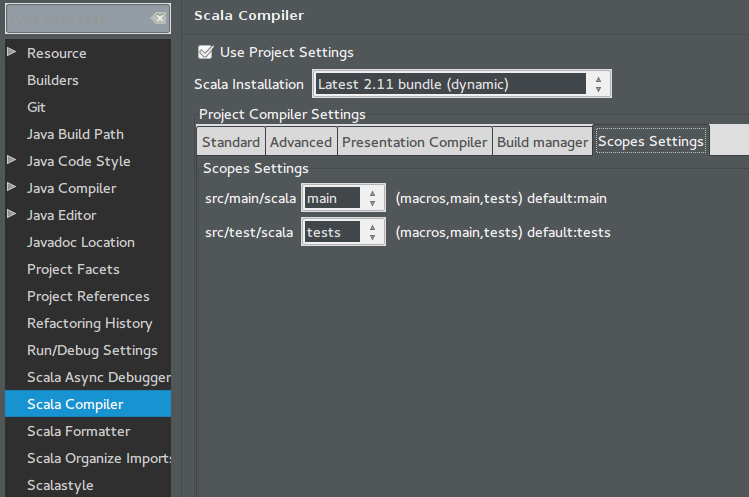 type filter text
Resource
Builders
Git
Java Build Path
Java Code Style
Java Compiler
Java Editor
Javadoc Location
Project Facets
Project References
Refactoring History
Run/Debug Settings
Scala Async Debugger
Scala Compiler
Scala Formatter
Scala Organize Imports
Scalastyle
Scala Compiler
Use Project Settings
Scala Installation Latest 2.11 bundle (dynamic)
Project Compiler Settings
Standard Advanced Presentation Compiler Build manager Scopes Settings
Scopes Settings
src/main/scala main (macros,main,tests) default:main
src/test/scala tests (macros,main,tests) default:tests